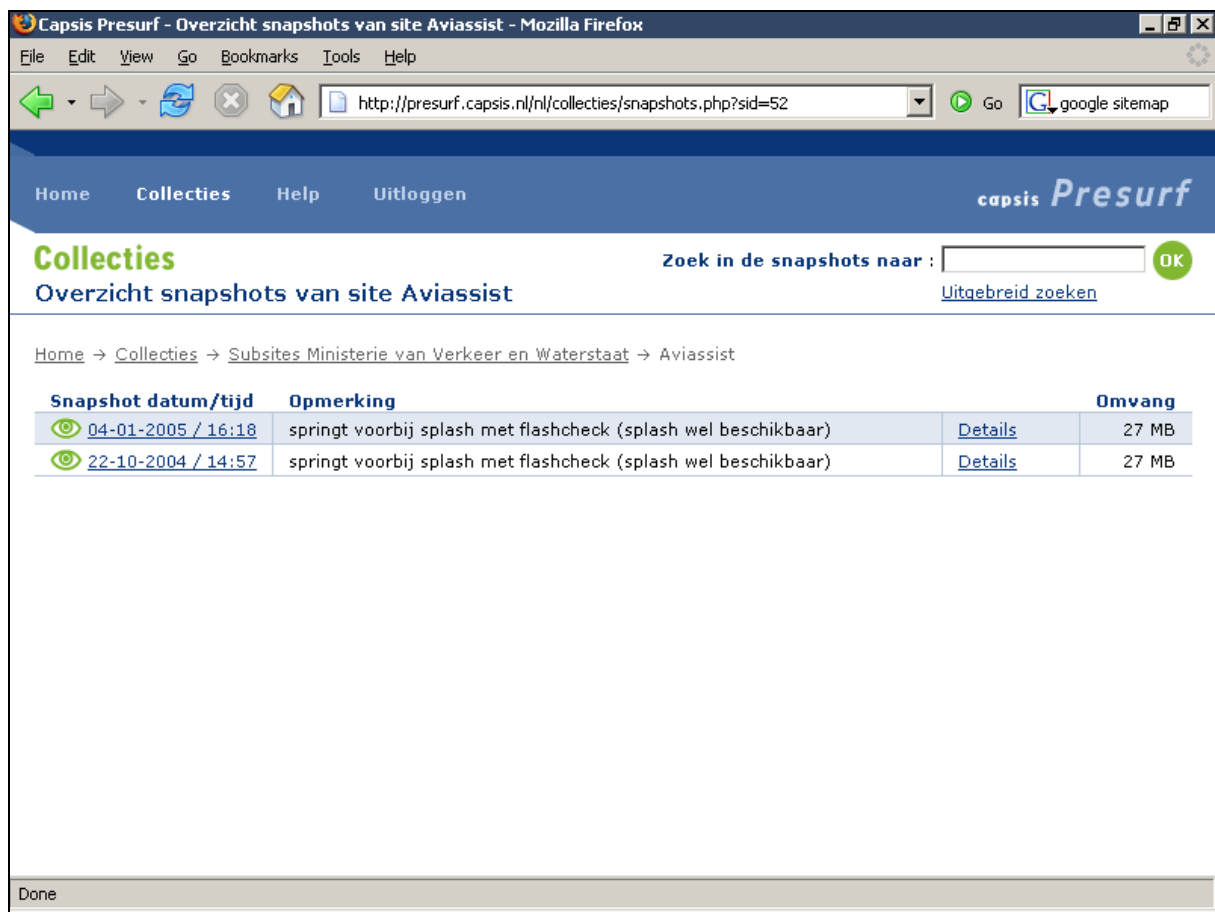 Capsis Presurf - Overzicht snapshots van site Aviassist - Mozilla Firefox
File Edit View Go Bookmarks Tools Help
http://presurf.capsis.nl/nl/collecties/snapshots.php?sid=52 Go G google sitemap
Home Collecties Help Uitloggen capsis Presurf
Collecties Zoek in de snapshots naar : OK
Overzicht snapshots van site Aviassist Uitgebreid zoeken
Home → Collecties → Subsites Ministerie van Verkeer en Waterstaat → Aviassist
Snapshot datum/tijd Opmerking Omvang
04-01-2005 / 16:18 springt voorbij splash met flashcheck (splash wel beschikbaar) Details 27 MB
22-10-2004 / 14:57 springt voorbij splash met flashcheck (splash wel beschikbaar) Details 27 MB
Done